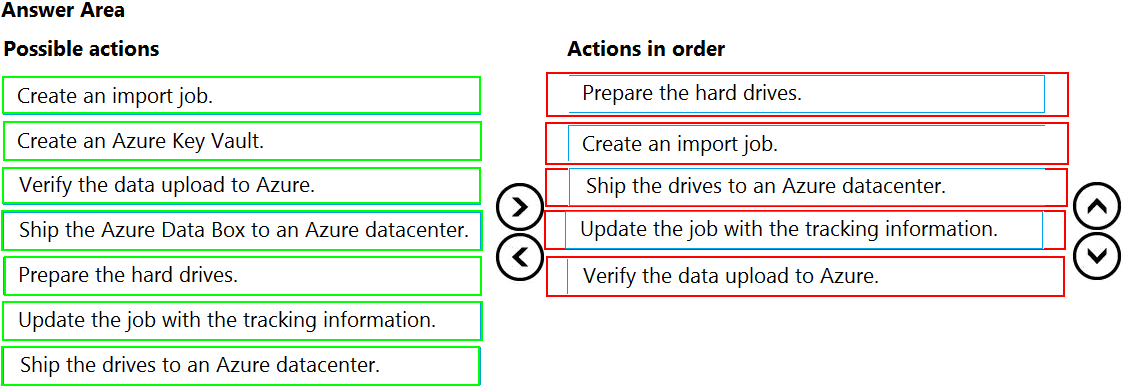 Answer Area
Possible actions
Create an import job.
Create an Azure Key Vault.
Verify the data upload to Azure.
Ship the Azure Data Box to an Azure datacenter.
Prepare the hard drives.
Update the job with the tracking information.
Ship the drives to an Azure datacenter.
Actions in order
Prepare the hard drives.
Create an import job.
Ship the drives to an Azure datacenter.
Update the job with the tracking information.
Verify the data upload to Azure.